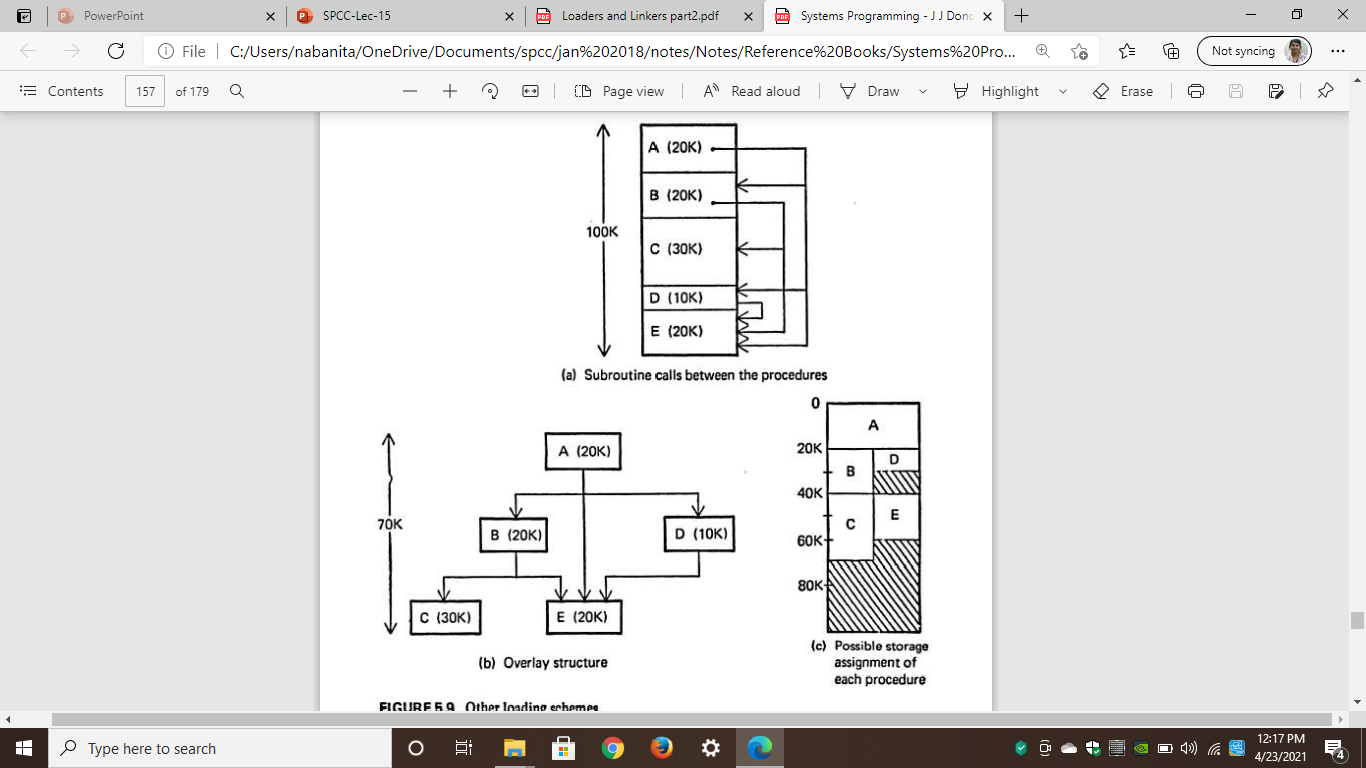 PowerPoint
SPCC-Lec-15
Loaders and Linkers part2.pdf
Systems Programming - J J Dono
File
C:/Users/nabanita/OneDrive/Documents/spcc/jan%202018/notes/Notes/Reference%20Books/Systems%20Pro...
Not syncing
Contents
157
of 179
Page view
Read aloud
Draw
Highlight
Erase
A (20K)
B (20K)
100K
C (30K)
D (10K)
E (20K)
(a) Subroutine calls between the procedures
0
A
20K
D
B
40K
E
C
60K
80K
(c) Possible storage
assignment of
each procedure
A (20K)
70K
B (20K)
D (10K)
C (30K)
E (20K)
(b) Overlay structure
FIGURE 5.9 Other loading schemes
Type here to search
12:17 PM
4/23/2021
4